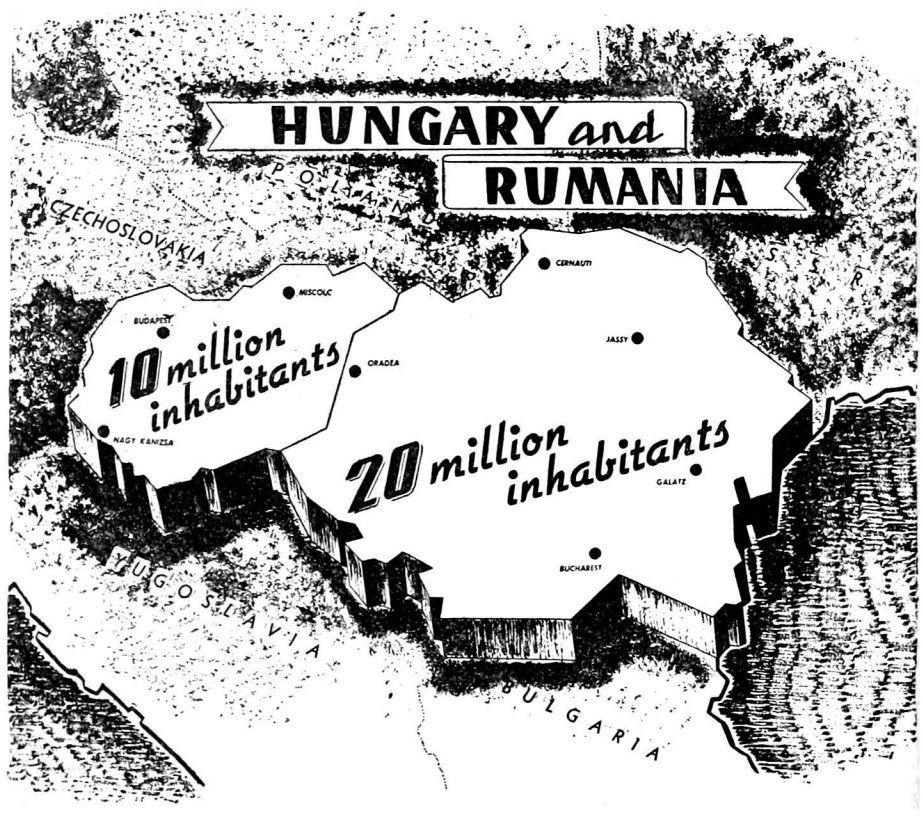 HUNGARY and
RUMANIA
POLAND
CZECHOSLOVAKIA
S S R
CERNAUTI
MISCOLC
BUDAPEST
JASSY
ORADEA
10 million
inhabitants
NAGY KANIZSA
20 million
inhabitants
GALATZ
BUCHAREST
YUGOSLAVIA
BULGARIA